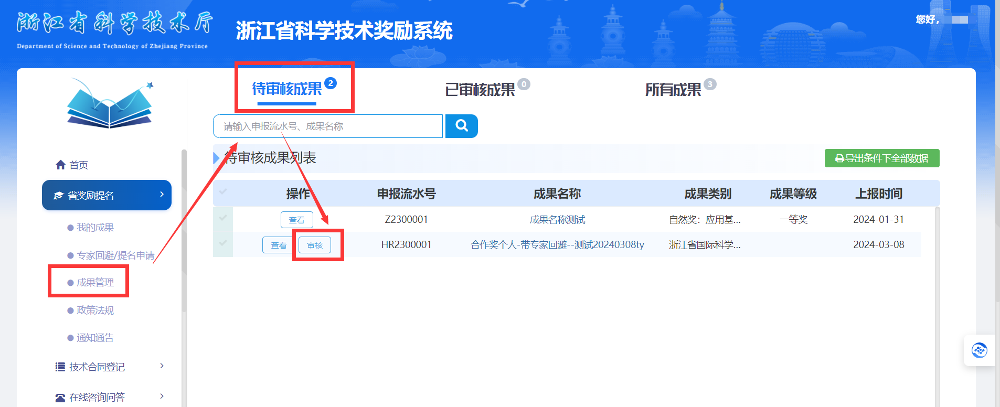 浙江省科学技术厅
Department of Science and Technology of Zhejiang Province
浙江省科学技术奖励系统
您好,
待审核成果 2
已审核成果 0
所有成果 3
请输入申报流水号、成果名称
待审核成果列表
导出条件下全部数据
操作 申报流水号 成果名称 成果类别 成果等级 上报时间
查看 Z2300001 成果名称测试 自然奖：应用基... 一等奖 2024-01-31
查看 审核 HR2300001 合作奖个人-带专家回避--测试20240308ty 浙江省国际科学... 2024-03-08
首页
省奖励提名
我的成果
专家回避/提名申请
成果管理
政策法规
通知通告
技术合同登记
在线咨询问答